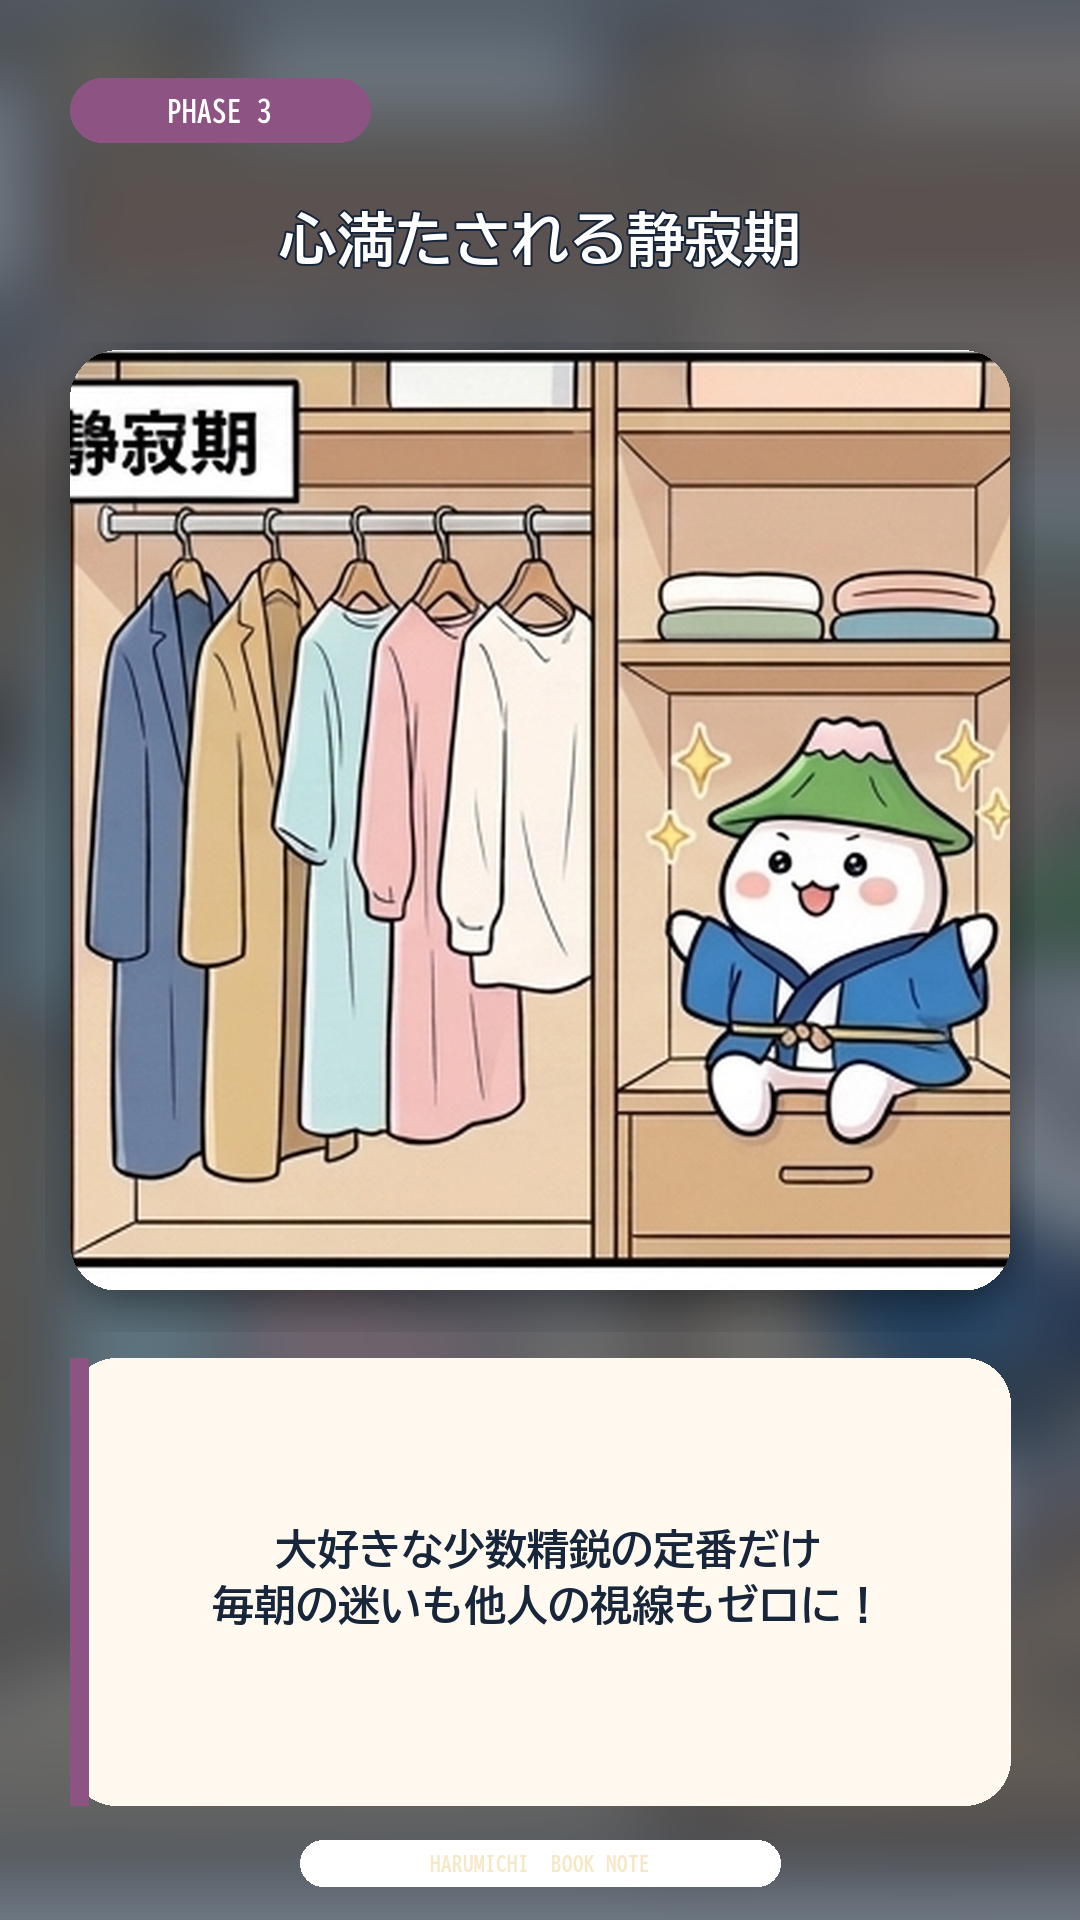 PHASE 3
心満たされる静寂期
静寂期
大好きな少数精鋭の定番だけ
毎朝の迷いも他人の視線もゼロに！
HARUMICHI BOOK NOTE